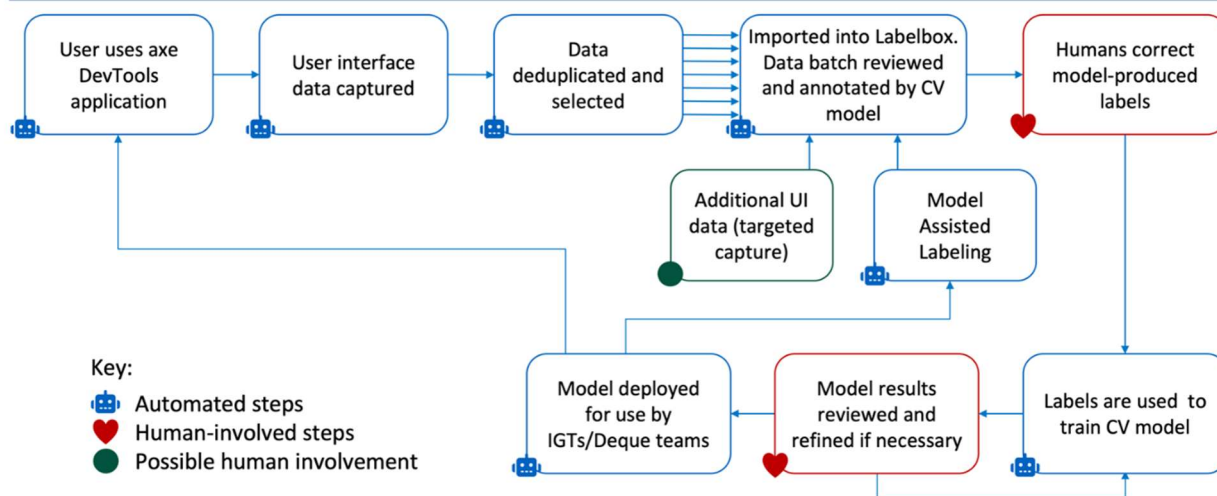 User uses axe
DevTools
application
User interface
data captured
Data
deduplicated and
selected
Imported into Labelbox.
Data batch reviewed
and annotated by CV
model
Humans correct
model-produced
labels
Additional UI
data (targeted
capture)
Model
Assisted
Labeling
Model deployed
for use by
IGTs/Deque teams
Model results
reviewed and
refined if necessary
Labels are used to
train CV model
Key:
Automated steps
Human-involved steps
Possible human involvement